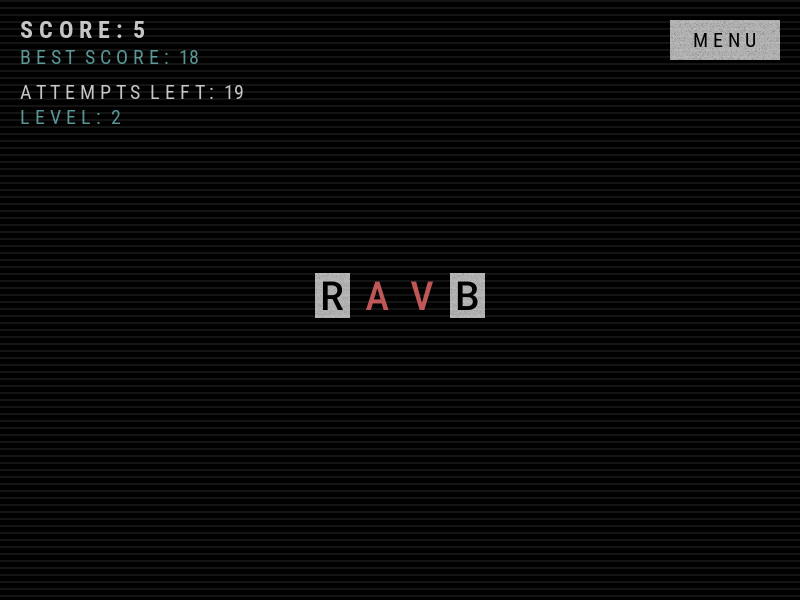 SCORE: 5
BEST SCORE: 18
MENU
ATTEMPTS LEFT: 19
LEVEL: 2
R A V B